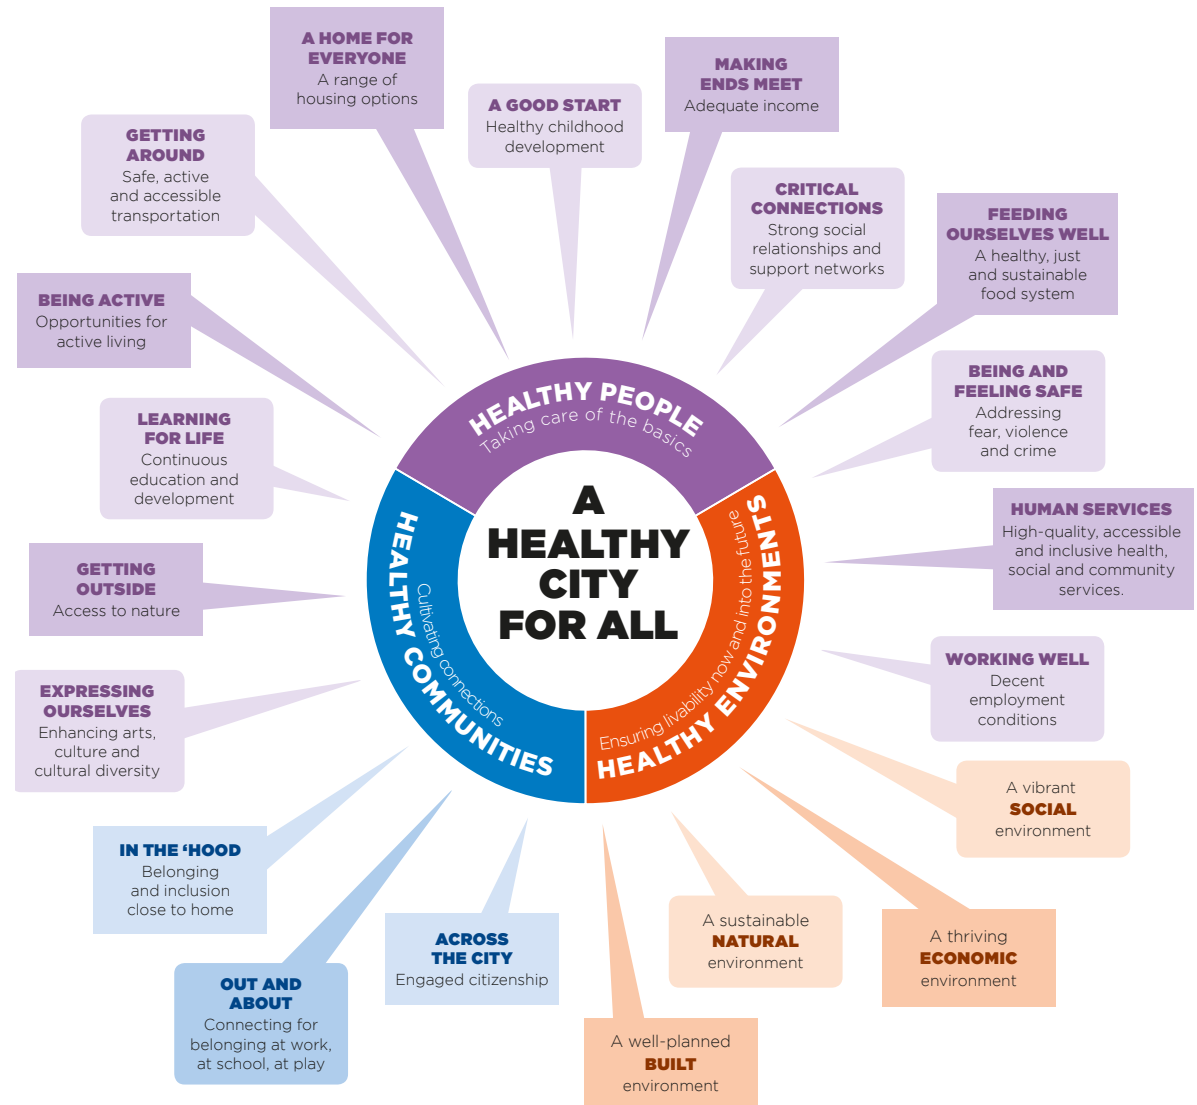 A HOME FOR
EVERYONE
A range of
housing options
A GOOD START
Healthy childhood
development
MAKING
ENDS MEET
Adequate income
GETTING
AROUND
Safe, active
and accessible
transportation
CRITICAL
CONNECTIONS
Strong social
relationships and
support networks
FEEDING
OURSELVES WELL
A healthy, just
and sustainable
food system
BEING ACTIVE
Opportunities for
active living
BEING AND
FEELING SAFE
Addressing
fear, violence
and crime
LEARNING
FOR LIFE
Continuous
education and
development
HUMAN SERVICES
High-quality, accessible
and inclusive health,
social and community
services.
GETTING
OUTSIDE
Access to nature
WORKING WELL
Decent
employment
conditions
EXPRESSING
OURSELVES
Enhancing arts,
culture and
cultural diversity
HEALTHY PEOPLE
Taking care of the basics
A
HEALTHY
CITY
FOR ALL
HEALTHY COMMUNITIES
Cultivating connections
Ensuring livability now and into the future
HEALTHY ENVIRONMENTS
A vibrant
SOCIAL
environment
IN THE ‘HOOD
Belonging
and inclusion
close to home
A sustainable
NATURAL
environment
A thriving
ECONOMIC
environment
ACROSS
THE CITY
Engaged citizenship
OUT AND
ABOUT
Connecting for
belonging at work,
at school, at play
A well-planned
BUILT
environment